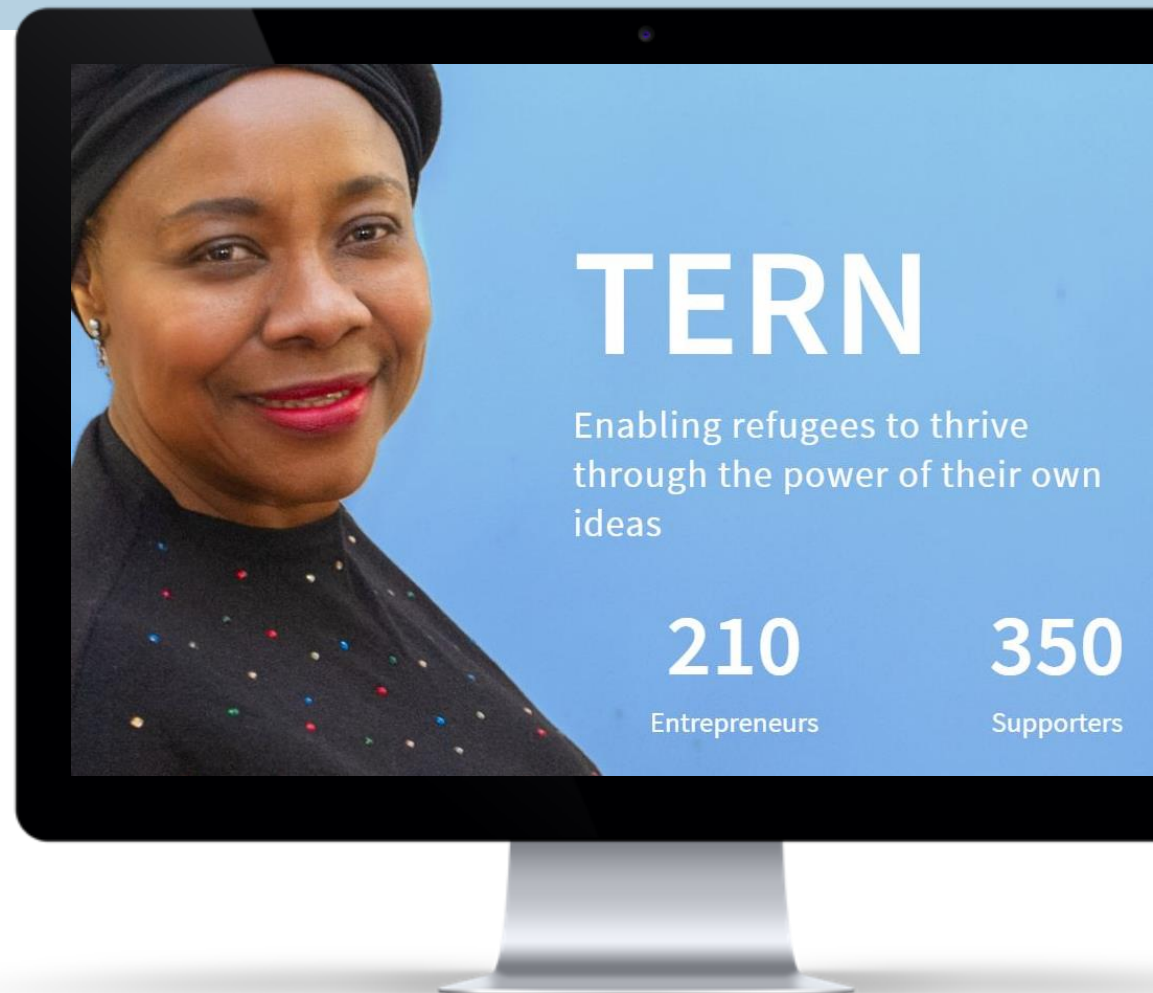 TERN
Enabling refugees to thrive
through the power of their own
ideas
210 350
Entrepreneurs Supporters